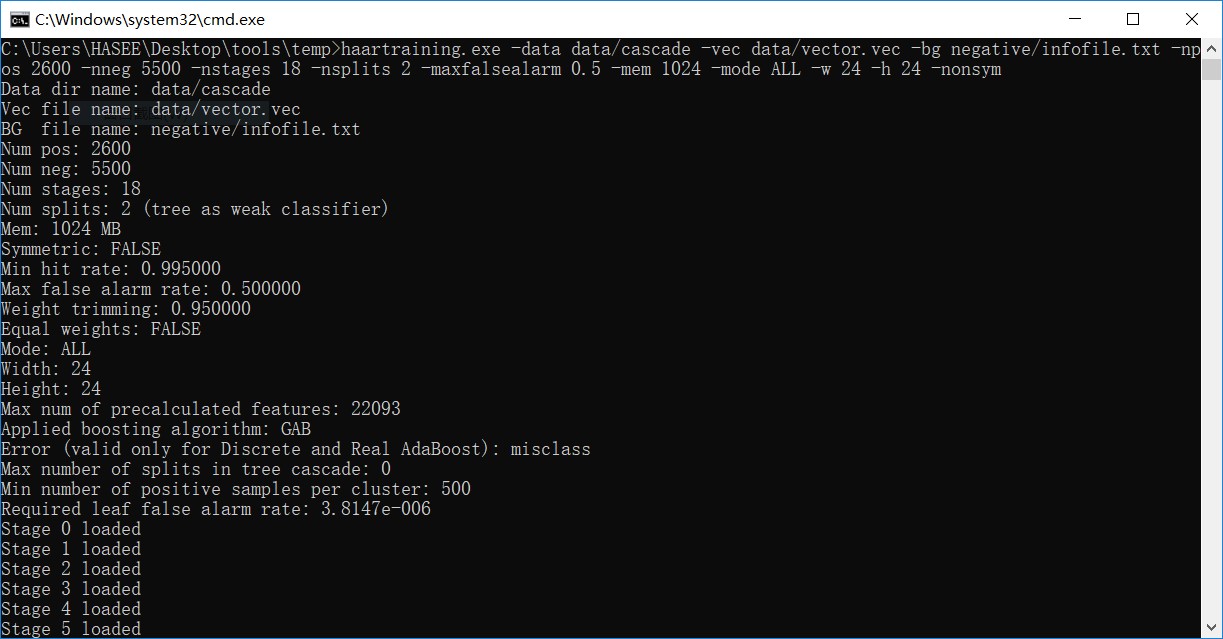 C:\Windows\system32\cmd.exe
C:\Users\HASEE\Desktop\tools\temp>haartraining.exe -data data/cascade -vec data/vector.vec -bg negative/infofile.txt -np
os 2600 -nneg 5500 -nstages 18 -nsplits 2 -maxfalsealarm 0.5 -mem 1024 -mode ALL -w 24 -h 24 -nonsym
Data dir name: data/cascade
Vec file name: data/vector.vec
BG  file name: negative/infofile.txt
Num pos: 2600
Num neg: 5500
Num stages: 18
Num splits: 2 (tree as weak classifier)
Mem: 1024 MB
Symmetric: FALSE
Min hit rate: 0.995000
Max false alarm rate: 0.500000
Weight trimming: 0.950000
Equal weights: FALSE
Mode: ALL
Width: 24
Height: 24
Max num of precalculated features: 22093
Applied boosting algorithm: GAB
Error (valid only for Discrete and Real AdaBoost): misclass
Max number of splits in tree cascade: 0
Min number of positive samples per cluster: 500
Required leaf false alarm rate: 3.8147e-006
Stage 0 loaded
Stage 1 loaded
Stage 2 loaded
Stage 3 loaded
Stage 4 loaded
Stage 5 loaded